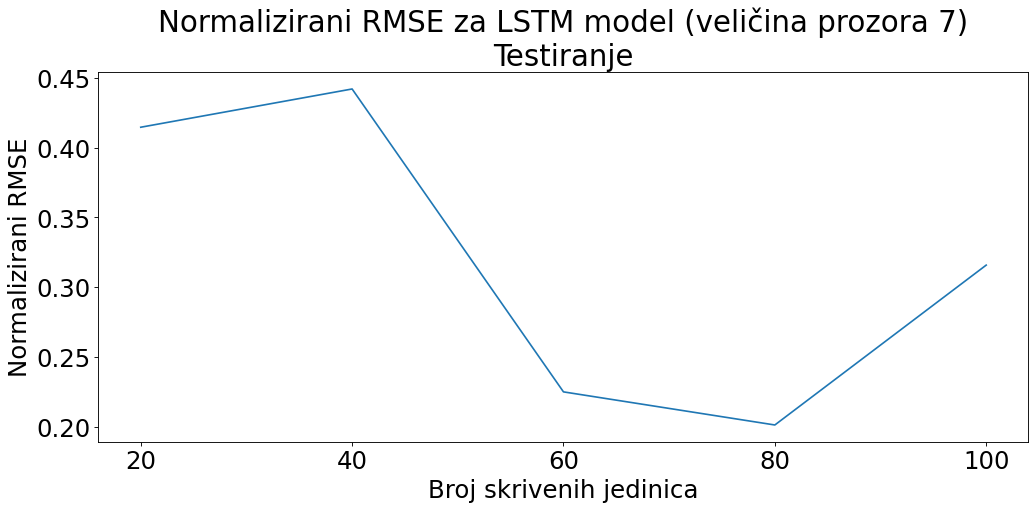 Normalizirani RMSE za LSTM model (veličina prozora 7)
Testiranje
Normalizirani RMSE
0.45
0.40
0.35
0.30
0.25
0.20
20 40 60 80 100
Broj skrivenih jedinica